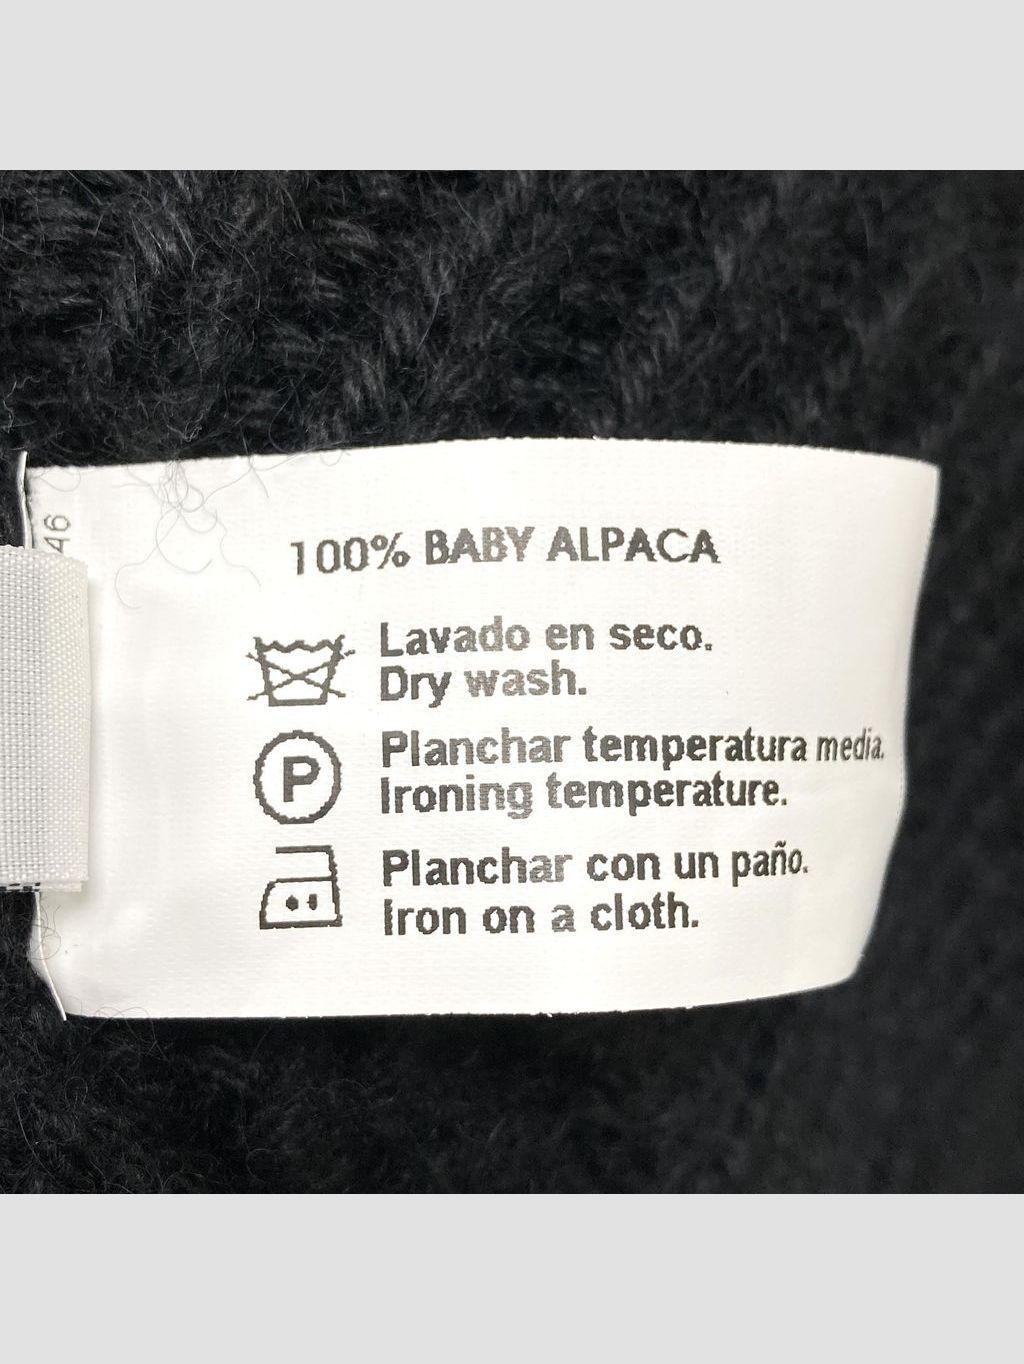 46
100% BABY ALPACA
Lavado en seco.
Dry wash.
P
Planchar temperatura media.
Ironing temperature.
Planchar con un paño.
Iron on a cloth.